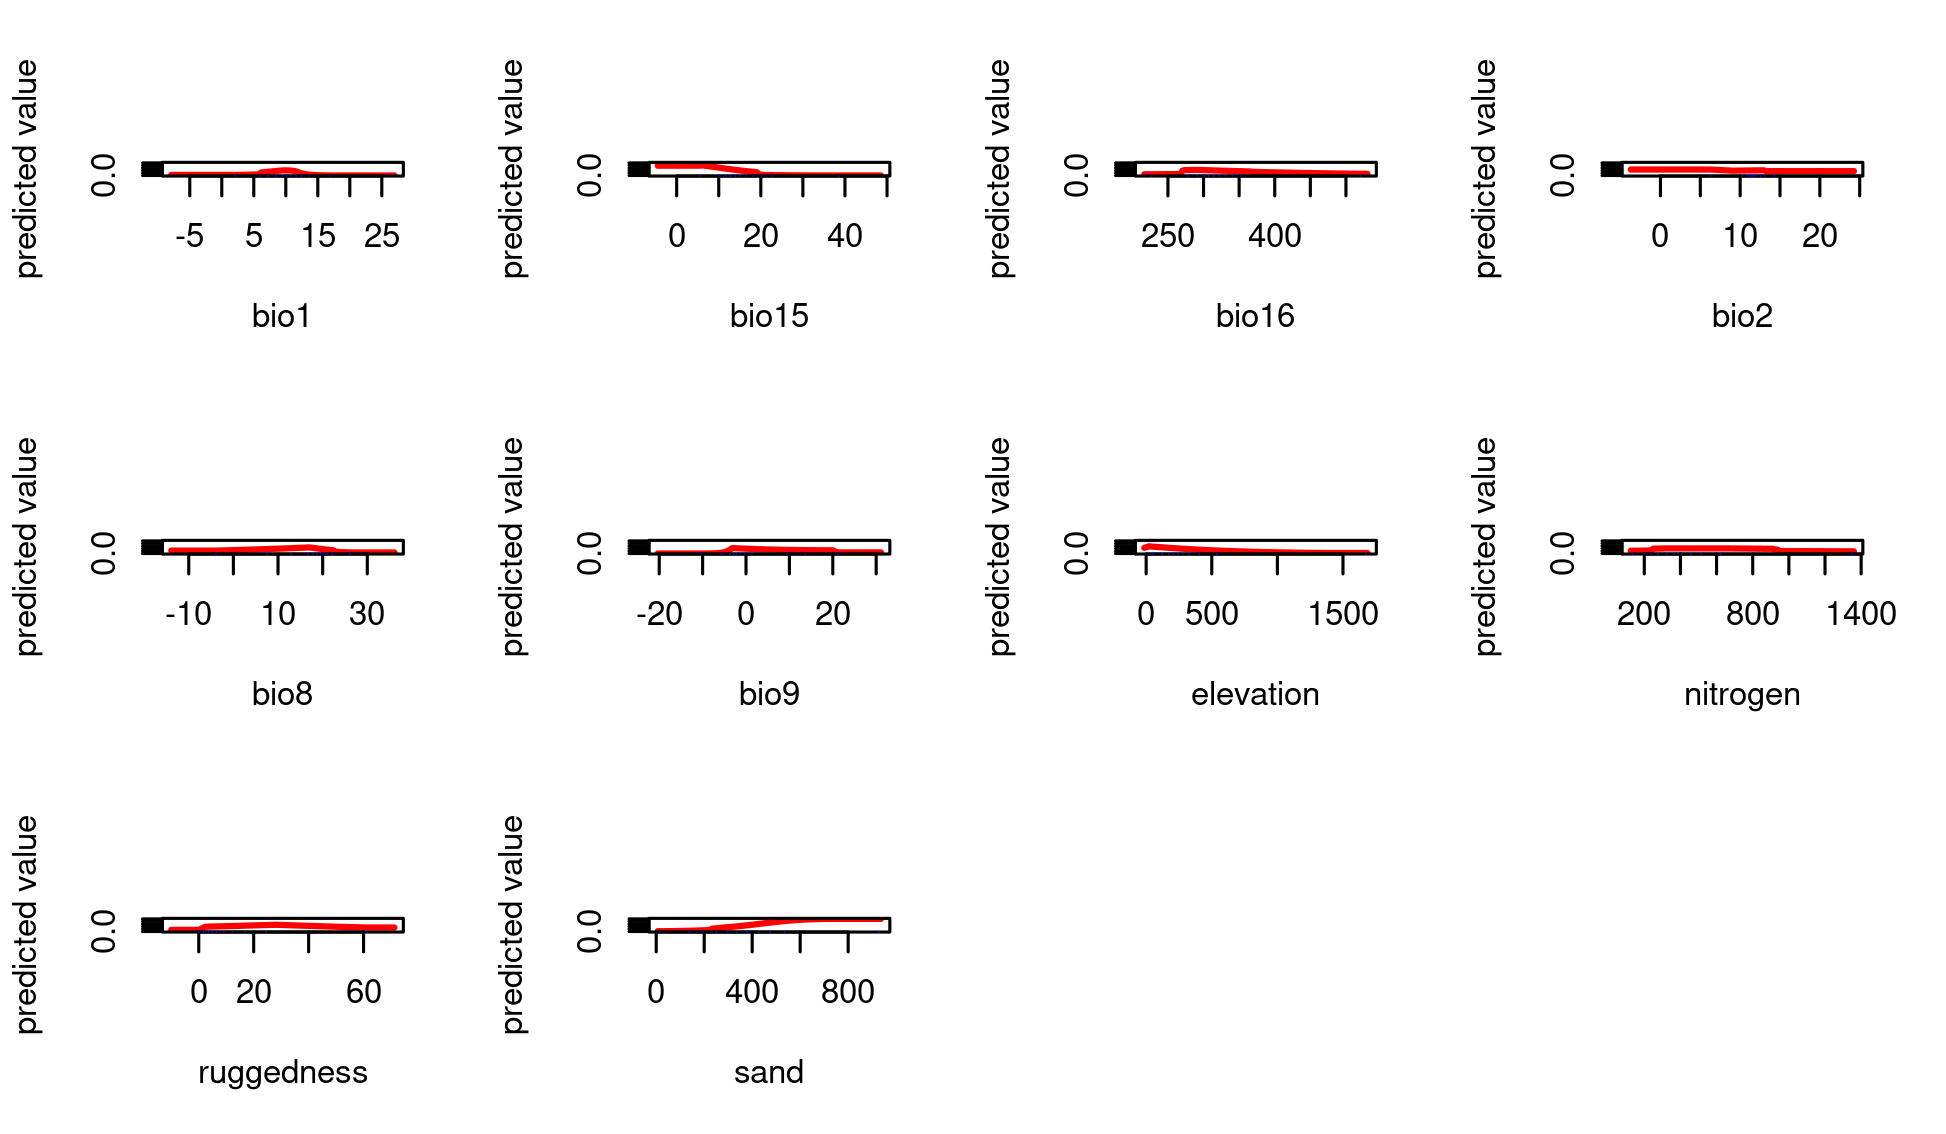 predicted value
0.0
-5 5 15 25
bio1
predicted value
0.0
0 20 40
bio15
predicted value
0.0
250 400
bio16
predicted value
0.0
0 10 20
bio2
predicted value
0.0
-10 10 30
bio8
predicted value
0.0
-20 0 20
bio9
predicted value
0.0
0 500 1500
elevation
predicted value
0.0
200 800 1400
nitrogen
predicted value
0.0
0 20 60
ruggedness
predicted value
0.0
0 400 800
sand